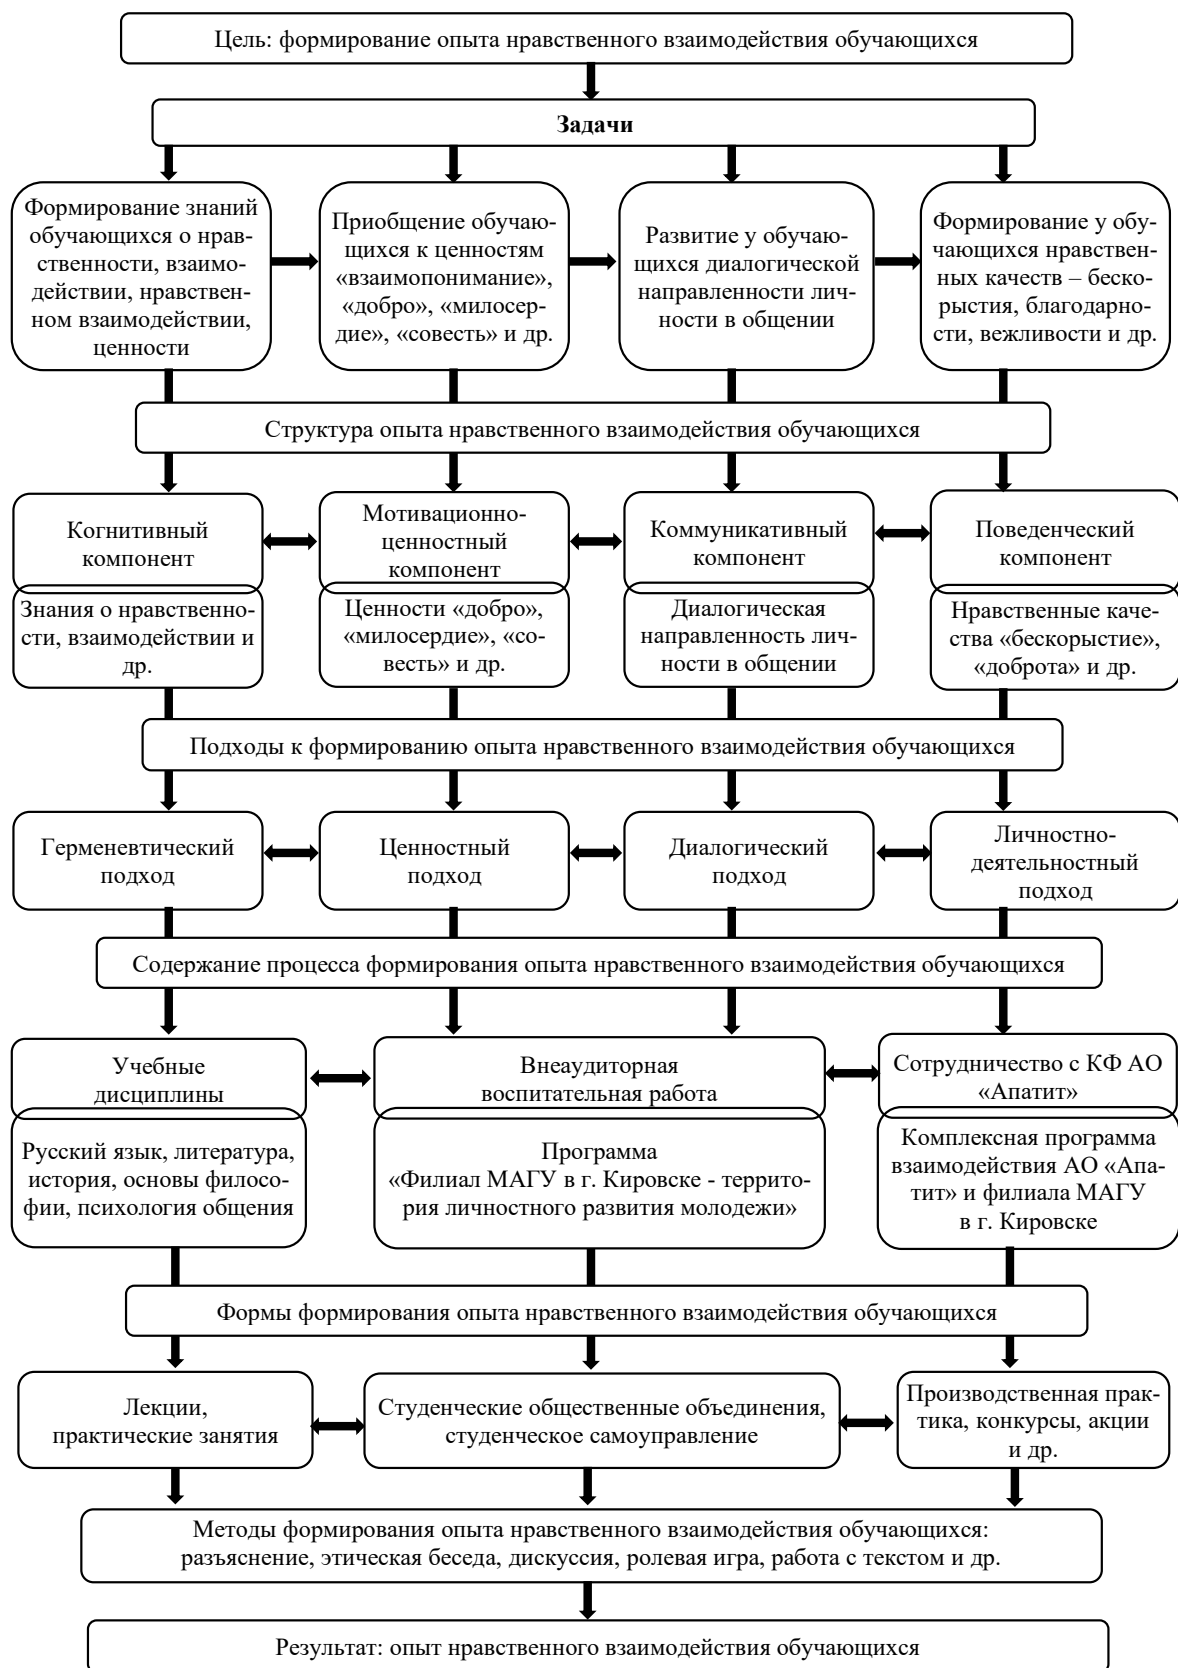 Цель: формирование опыта нравственного взаимодействия обучающихся
Задачи
Формирование знаний
обучающихся о нрав-
ственности, взаимо-
действии, нравствен-
ном взаимодействии,
ценности
Приобщение обучаю-
щихся к ценностям
«взаимопонимание»,
«добро», «милосер-
дие», «совесть» и др.
Развитие у обучаю-
щихся диалогической
направленности лич-
ности в общении
Формирование у обу-
чающихся нравствен-
ных качеств – беско-
рыстия, благодарно-
сти, вежливости и др.
Структура опыта нравственного взаимодействия обучающихся
Когнитивный
компонент
Мотивационно-
ценностный
компонент
Коммуникативный
компонент
Поведенческий
компонент
Знания о нравственно-
сти, взаимодействии и
др.
Ценности «добро»,
«милосердие», «со-
весть» и др.
Диалогическая
направленность лич-
ности в общении
Нравственные каче-
ства «бескорыстие»,
«доброта» и др.
Подходы к формированию опыта нравственного взаимодействия обучающихся
Герменевтический
подход
Ценностный
подход
Диалогический
подход
Личностно-
деятельностный
подход
Содержание процесса формирования опыта нравственного взаимодействия обучающихся
Учебные
дисциплины
Внеаудиторная
воспитательная работа
Сотрудничество с КФ АО
«Апатит»
Русский язык, литература,
история, основы филосо-
фии, психология общения
Программа
«Филиал МАГУ в г. Кировске - террито-
рия личностного развития молодежи»
Комплексная программа
взаимодействия АО «Апа-
тит» и филиала МАГУ
в г. Кировске
Формы формирования опыта нравственного взаимодействия обучающихся
Лекции,
практические занятия
Студенческие общественные объединения,
студенческое самоуправление
Производственная прак-
тика, конкурсы, акции
и др.
Методы формирования опыта нравственного взаимодействия обучающихся:
разъяснение, этическая беседа, дискуссия, ролевая игра, работа с текстом и др.
Результат: опыт нравственного взаимодействия обучающихся